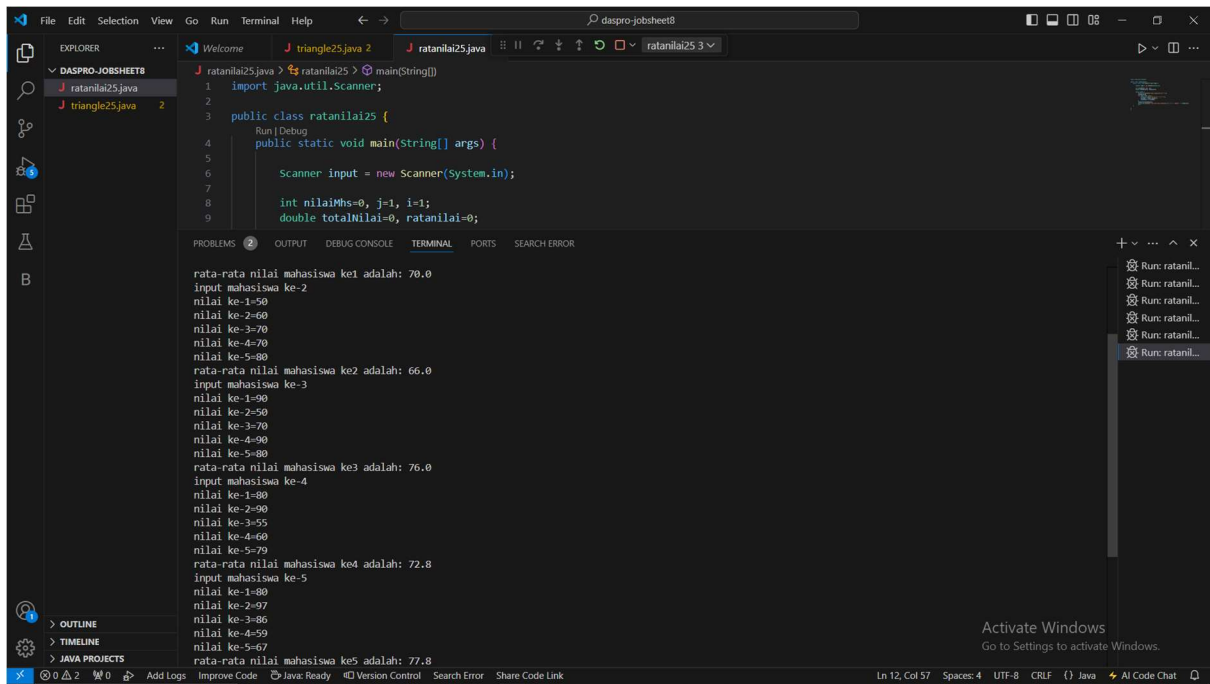 File Edit Selection View Go Run Terminal Help
daspro-jobsheet8
EXPLORER
Welcome
triangle25.java 2
ratanilai25.java
ratanilai25 3
DASPRO-JOBSHEET8
ratanilai25.java
triangle25.java 2
ratanilai25.java > ratanilai25 > main(String[])
1 import java.util.Scanner;
2
3 public class ratanilai25 {
Run | Debug
4 public static void main(String[] args) {
5
6 Scanner input = new Scanner(System.in);
7
8 int nilaiMhs=0, j=1, i=1;
9 double totalNilai=0, ratanilai=0;
PROBLEMS 2 OUTPUT DEBUG CONSOLE TERMINAL PORTS SEARCH ERROR
rata-rata nilai mahasiswa ke1 adalah: 70.0
input mahasiswa ke-2
nilai ke-1=50
nilai ke-2=60
nilai ke-3=70
nilai ke-4=70
nilai ke-5=80
rata-rata nilai mahasiswa ke2 adalah: 66.0
input mahasiswa ke-3
nilai ke-1=90
nilai ke-2=50
nilai ke-3=70
nilai ke-4=90
nilai ke-5=80
rata-rata nilai mahasiswa ke3 adalah: 76.0
input mahasiswa ke-4
nilai ke-1=80
nilai ke-2=90
nilai ke-3=55
nilai ke-4=60
nilai ke-5=79
rata-rata nilai mahasiswa ke4 adalah: 72.8
input mahasiswa ke-5
nilai ke-1=80
nilai ke-2=97
nilai ke-3=86
nilai ke-4=59
nilai ke-5=67
rata-rata nilai mahasiswa ke5 adalah: 77.8
Run: ratanil...
Run: ratanil...
Run: ratanil...
Run: ratanil...
Run: ratanil...
Run: ratanil...
5
B
1
OUTLINE
TIMELINE
JAVA PROJECTS
Activate Windows
Go to Settings to activate Windows.
0 2 0 Add Logs Improve Code Java: Ready Version Control Search Error Share Code Link Ln 12, Col 57 Spaces: 4 UTF-8 CRLF {} Java AI Code Chat